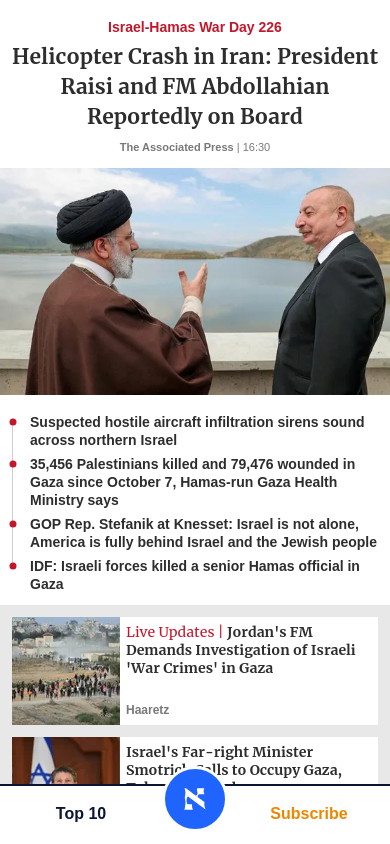 Israel-Hamas War Day 226
Helicopter Crash in Iran: President
Raisi and FM Abdollahian
Reportedly on Board
The Associated Press | 16:30
Suspected hostile aircraft infiltration sirens sound
across northern Israel
35,456 Palestinians killed and 79,476 wounded in
Gaza since October 7, Hamas-run Gaza Health
Ministry says
GOP Rep. Stefanik at Knesset: Israel is not alone,
America is fully behind Israel and the Jewish people
IDF: Israeli forces killed a senior Hamas official in
Gaza
Live Updates | Jordan's FM
Demands Investigation of Israeli
'War Crimes' in Gaza
Haaretz
Israel's Far-right Minister
Smotrich Calls to Occupy Gaza,
Top 10
א
Subscribe